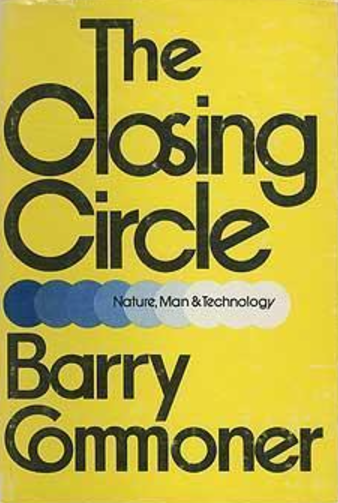 The
Closing
Circle
Nature, Man & Technology
Barry
Commoner